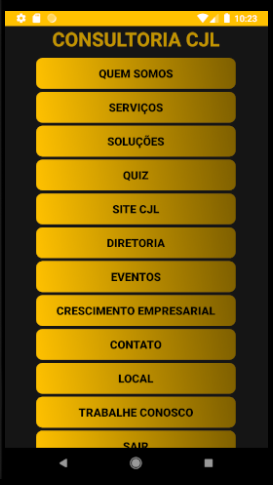 10:23
CONSULTORIA CJL
QUEM SOMOS
SERVIÇOS
SOLUÇÕES
QUIZ
SITE CJL
DIRETORIA
EVENTOS
CRESCIMENTO EMPRESARIAL
CONTATO
LOCAL
TRABALHE CONOSCO
SAIR